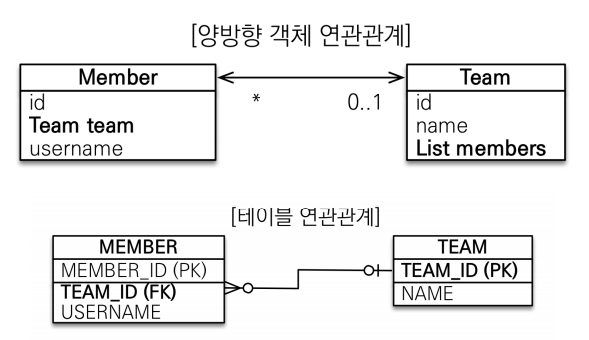 [양방향 객체 연관관계]
Member
id
Team team
username
* 0..1
Team
id
name
List members
[테이블 연관관계]
MEMBER
MEMBER_ID (PK)
TEAM_ID (FK)
USERNAME
TEAM
TEAM_ID (PK)
NAME